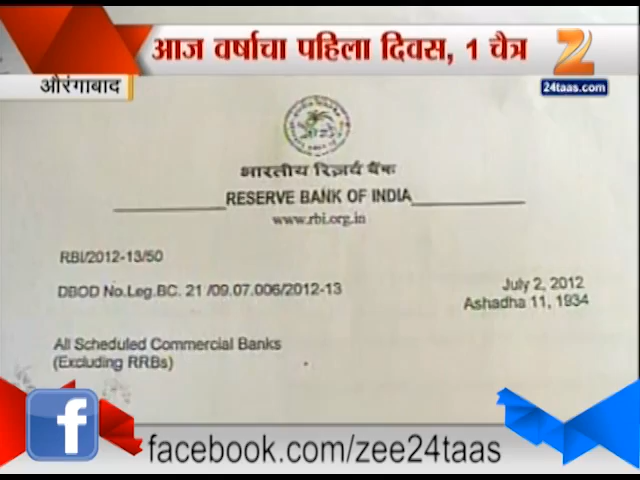 आज वर्षाचा पहिला दिवस, 1 चैत्र
24taas.com
औरंगाबाद
भारतीय रिज़र्व बैंक
RESERVE BANK OF INDIA
www.rbi.org.in
RBI/2012-13/50
DBOD No.Leg.BC. 21 /09.07.006/2012-13
July 2, 2012
Ashadha 11, 1934
All Scheduled Commercial Banks
(Excluding RRBs)
facebook.com/zee24taas